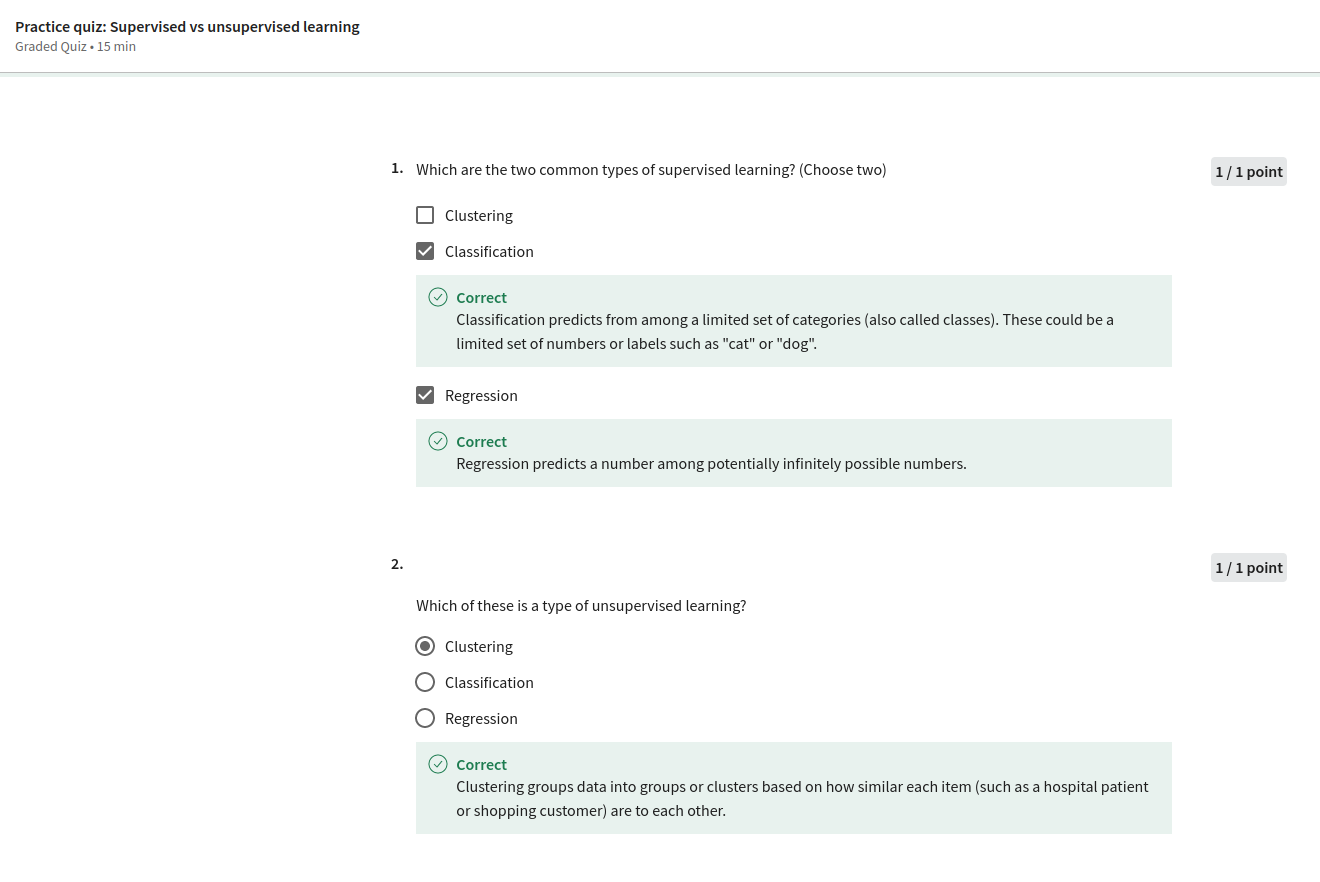 Practice quiz: Supervised vs unsupervised learning
Graded Quiz • 15 min
1. Which are the two common types of supervised learning? (Choose two)
1 / 1 point
Clustering
Classification
Correct
Classification predicts from among a limited set of categories (also called classes). These could be a
limited set of numbers or labels such as "cat" or "dog".
Regression
Correct
Regression predicts a number among potentially infinitely possible numbers.
2.
1 / 1 point
Which of these is a type of unsupervised learning?
Clustering
Classification
Regression
Correct
Clustering groups data into groups or clusters based on how similar each item (such as a hospital patient
or shopping customer) are to each other.